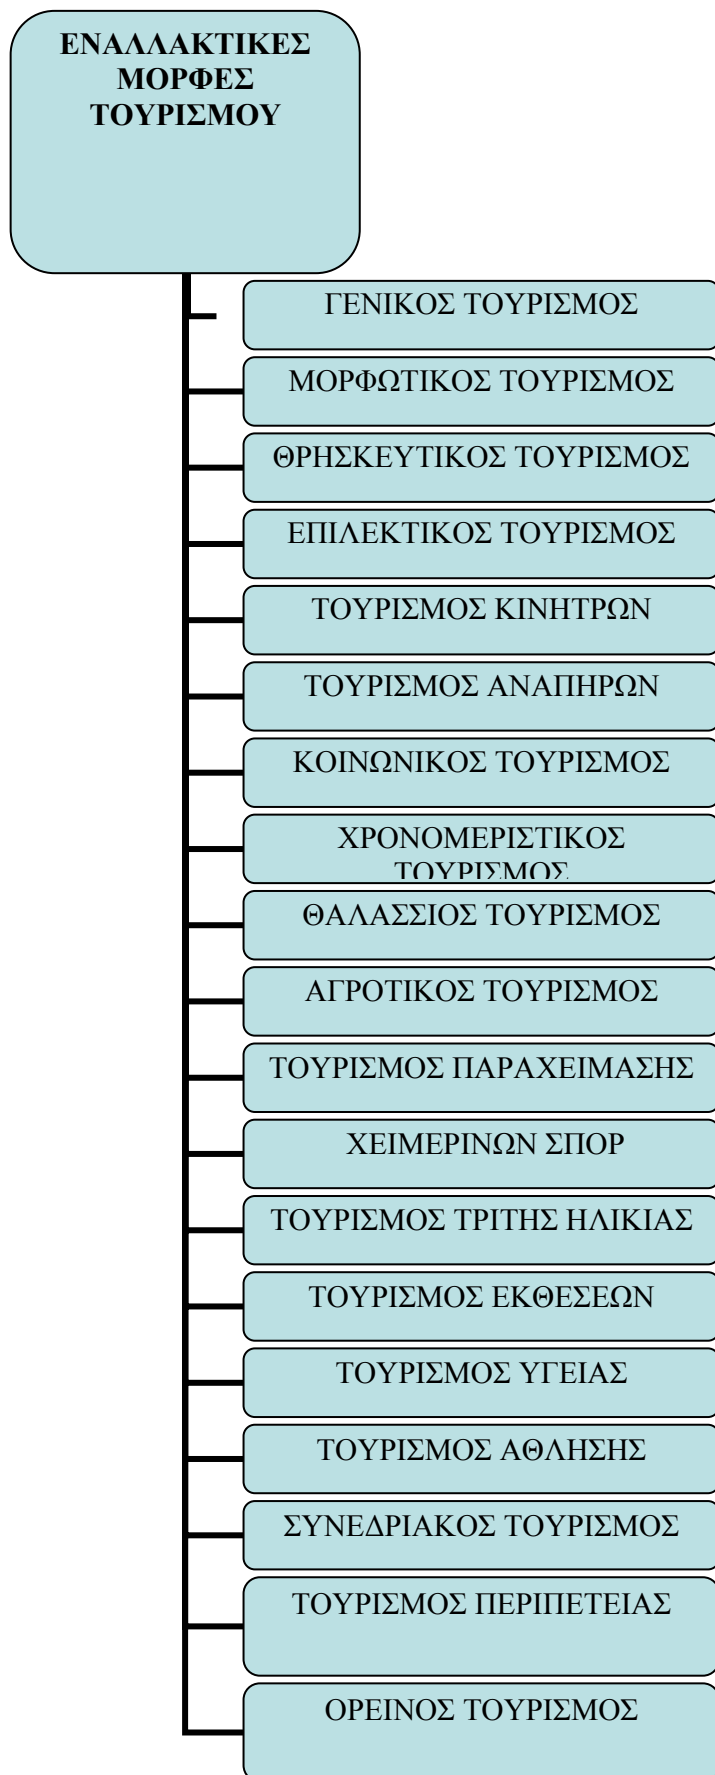 ΕΝΑΛΛΑΚΤΙΚΕΣ
ΜΟΡΦΕΣ
ΤΟΥΡΙΣΜΟΥ
ΓΕΝΙΚΟΣ ΤΟΥΡΙΣΜΟΣ
ΜΟΡΦΩΤΙΚΟΣ ΤΟΥΡΙΣΜΟΣ
ΘΡΗΣΚΕΥΤΙΚΟΣ ΤΟΥΡΙΣΜΟΣ
ΕΠΙΛΕΚΤΙΚΟΣ ΤΟΥΡΙΣΜΟΣ
ΤΟΥΡΙΣΜΟΣ ΚΙΝΗΤΡΩΝ
ΤΟΥΡΙΣΜΟΣ ΑΝΑΠΗΡΩΝ
ΚΟΙΝΩΝΙΚΟΣ ΤΟΥΡΙΣΜΟΣ
ΧΡΟΝΟΜΕΡΙΣΤΙΚΟΣ
ΤΟΥΡΙΣΜΟΣ
ΘΑΛΑΣΣΙΟΣ ΤΟΥΡΙΣΜΟΣ
ΑΓΡΟΤΙΚΟΣ ΤΟΥΡΙΣΜΟΣ
ΤΟΥΡΙΣΜΟΣ ΠΑΡΑΧΕΙΜΑΣΗΣ
ΧΕΙΜΕΡΙΝΩΝ ΣΠΟΡ
ΤΟΥΡΙΣΜΟΣ ΤΡΙΤΗΣ ΗΛΙΚΙΑΣ
ΤΟΥΡΙΣΜΟΣ ΕΚΘΕΣΕΩΝ
ΤΟΥΡΙΣΜΟΣ ΥΓΕΙΑΣ
ΤΟΥΡΙΣΜΟΣ ΑΘΛΗΣΗΣ
ΣΥΝΕΔΡΙΑΚΟΣ ΤΟΥΡΙΣΜΟΣ
ΤΟΥΡΙΣΜΟΣ ΠΕΡΙΠΕΤΕΙΑΣ
ΟΡΕΙΝΟΣ ΤΟΥΡΙΣΜΟΣ